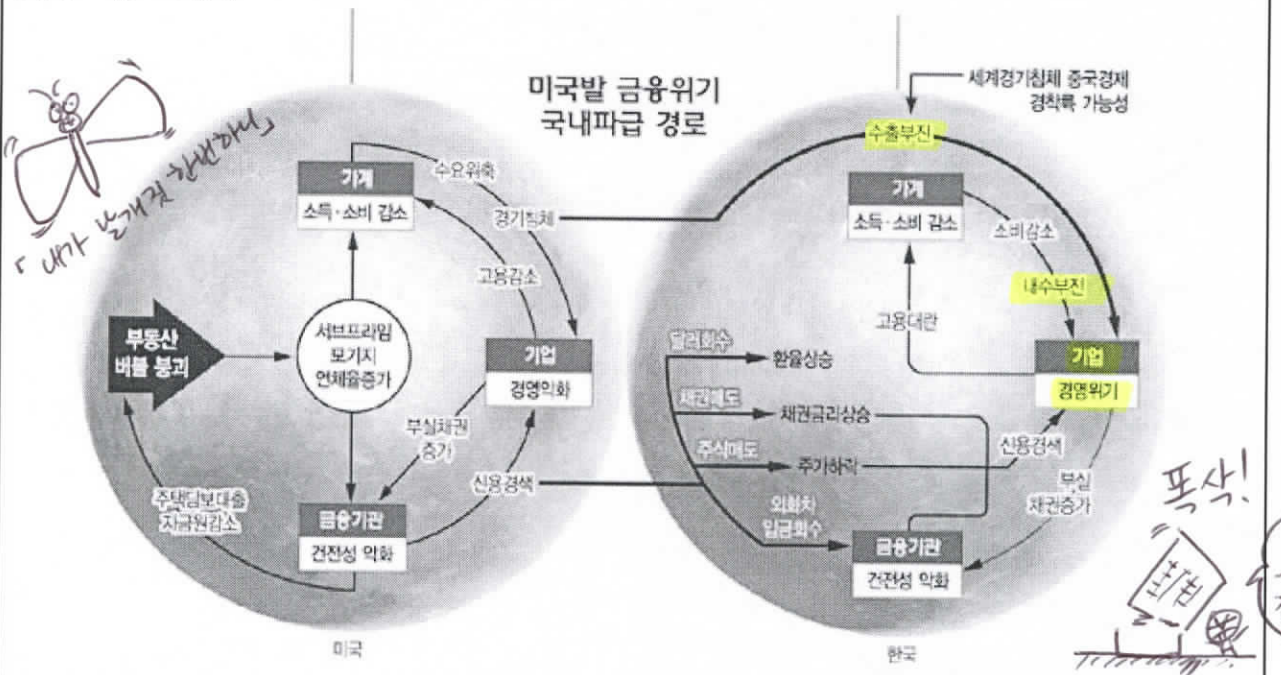 미국발 금융위기
국내파급 경로
「내가 날개짓 한번하니」
가계
소득·소비 감소
수요위축
경기침체
고용감소
부동산
버블 붕괴
서브프라임
모기지
연체율증가
기업
경영악화
부실채권
증가
신용경색
주택담보대출
자금원감소
금융기관
건전성 악화
미국
세계경기침체 중국경제
경착륙 가능성
수출부진
가계
소득·소비 감소
소비감소
내수부진
고용대란
기업
경영위기
달러회수
환율상승
채권매도
채권금리상승
주식매도
주가하락
신용경색
외화차
입금회수
부실
채권증가
금융기관
건전성 악화
한국
폭삭!